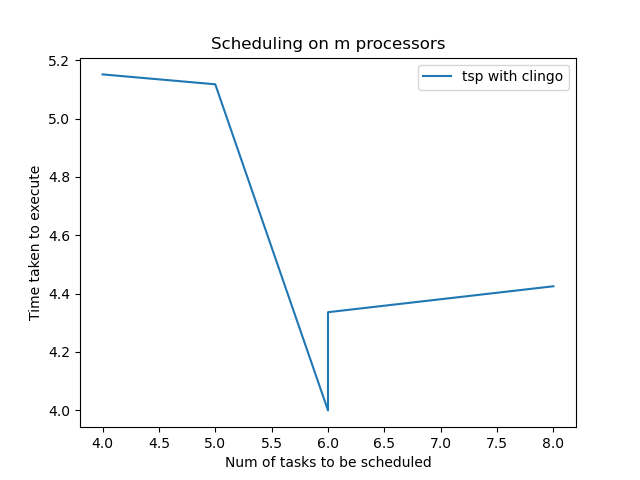 Scheduling on m processors
tsp with clingo
Time taken to execute
5.2
5.0
4.8
4.6
4.4
4.2
4.0
4.0 4.5 5.0 5.5 6.0 6.5 7.0 7.5 8.0
Num of tasks to be scheduled